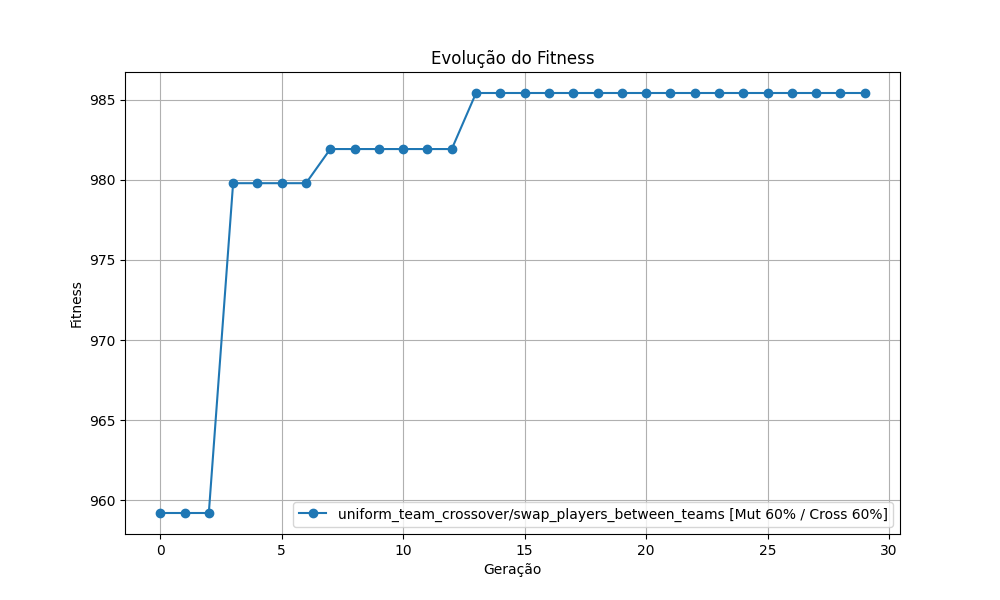 Evolução do Fitness
Fitness
985
980
975
970
965
960
uniform_team_crossover/swap_players_between_teams [Mut 60% / Cross 60%]
0 5 10 15 20 25 30
Geração